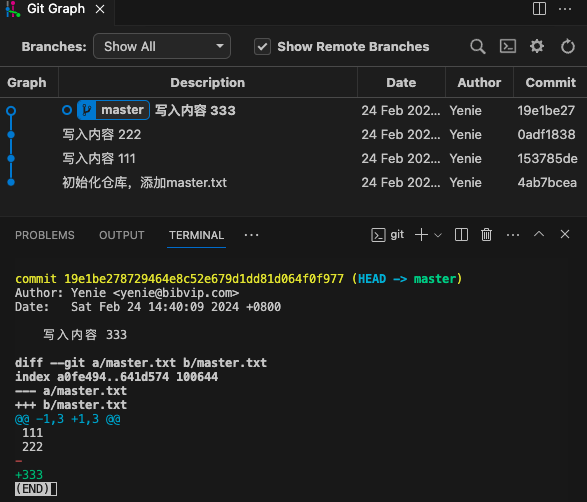 Git Graph
Branches: Show All Show Remote Branches
Graph Description Date Author Commit
master 写入内容 333 24 Feb 202... Yenie 19e1be27
写入内容 222 24 Feb 202... Yenie 0adf1838
写入内容 111 24 Feb 202... Yenie 153785de
初始化仓库，添加master.txt 24 Feb 202... Yenie 4ab7bcea
PROBLEMS OUTPUT TERMINAL ... git
commit 19e1be278729464e8c52e679d1dd81d064f0f977 (HEAD -> master)
Author: Yenie <yenie@bibvip.com>
Date:   Sat Feb 24 14:40:09 2024 +0800
写入内容 333
diff --git a/master.txt b/master.txt
index a0fe494..641d574 100644
--- a/master.txt
+++ b/master.txt
@@ -1,3 +1,3 @@
111
222
-
+333
(END)